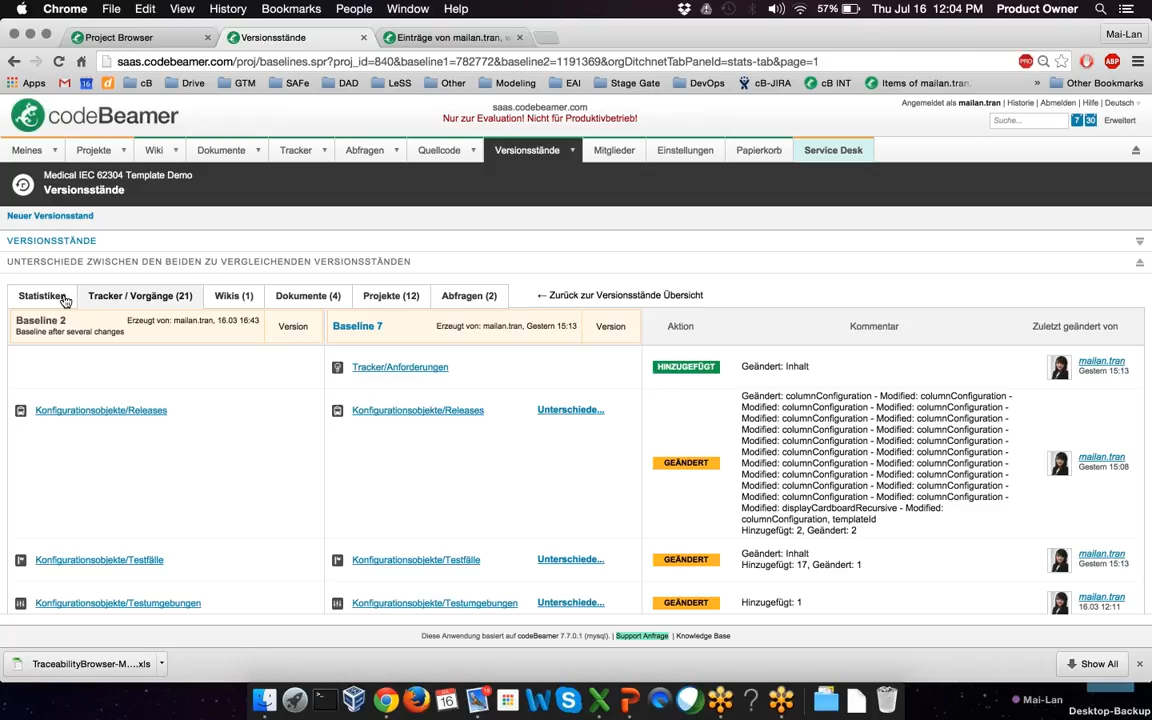 Chrome File Edit View History Bookmarks People Window Help 57% Thu Jul 16 12:04 PM Product Owner
Project Browser × Versionsstände × Einträge von mailan.tran, w × Mai-Lan
saas.codebeamer.com/proj/baselines.spr?proj_id=840&baseline1=782772&baseline2=1191369&orgDitchnetTabPaneId=stats-tab&page=1
Apps cB Drive GTM SAFe DAD LeSS Other Modeling EAI Stage Gate DevOps cB-JIRA cB INT Items of mailan.tran, » Other Bookmarks
codeBeamer
saas.codebeamer.com
Nur zur Evaluation! Nicht für Produktivbetrieb!
Angemeldet als mailan.tran | Historie | Abmelden | Hilfe | Deutsch
Suche... 7 30 Erweitert
Meines Projekte Wiki Dokumente Tracker Abfragen Quellcode Versionsstände Mitglieder Einstellungen Papierkorb Service Desk
Medical IEC 62304 Template Demo
Versionsstände
Neuer Versionsstand
VERSIONSSTÄNDE
UNTERSCHIEDE ZWISCHEN DEN BEIDEN ZU VERGLEICHENDEN VERSIONSSTÄNDEN
Statistiken Tracker / Vorgänge (21) Wikis (1) Dokumente (4) Projekte (12) Abfragen (2) ← Zurück zur Versionsstände Übersicht
Baseline 2 Erzeugt von: mailan.tran, 16.03 16:43 Version Baseline 7 Erzeugt von: mailan.tran, Gestern 15:13 Version Aktion Kommentar Zuletzt geändert von
Baseline after several changes
Tracker/Anforderungen HINZUGEFÜGT Geändert: Inhalt mailan.tran
Gestern 15:13
Konfigurationsobjekte/Releases Konfigurationsobjekte/Releases Unterschiede...
Geändert: columnConfiguration - Modified: columnConfiguration -
Modified: columnConfiguration - Modified: columnConfiguration -
Modified: columnConfiguration - Modified: columnConfiguration -
Modified: columnConfiguration - Modified: columnConfiguration -
Modified: columnConfiguration - Modified: columnConfiguration -
Modified: columnConfiguration - Modified: columnConfiguration -
GEÄNDERT Modified: columnConfiguration - Modified: columnConfiguration - mailan.tran
Modified: columnConfiguration - Modified: columnConfiguration - Gestern 15:08
Modified: columnConfiguration - Modified: columnConfiguration -
Modified: columnConfiguration - Modified: columnConfiguration -
Modified: displayCardboardRecursive - Modified:
columnConfiguration, templateId
Hinzugefügt: 2, Geändert: 2
Konfigurationsobjekte/Testfälle Konfigurationsobjekte/Testfälle Unterschiede... GEÄNDERT Geändert: Inhalt mailan.tran
Hinzugefügt: 17, Geändert: 1 Gestern 15:13
Konfigurationsobjekte/Testumgebungen Konfigurationsobjekte/Testumgebungen Unterschiede... GEÄNDERT Hinzugefügt: 1 mailan.tran
16.03 12:11
Diese Anwendung basiert auf codeBeamer 7.7.0.1 (mysql). | Support Anfrage | Knowledge Base
TraceabilityBrowser-M....xls Show All ×
Mai-Lan
Desktop-Backup